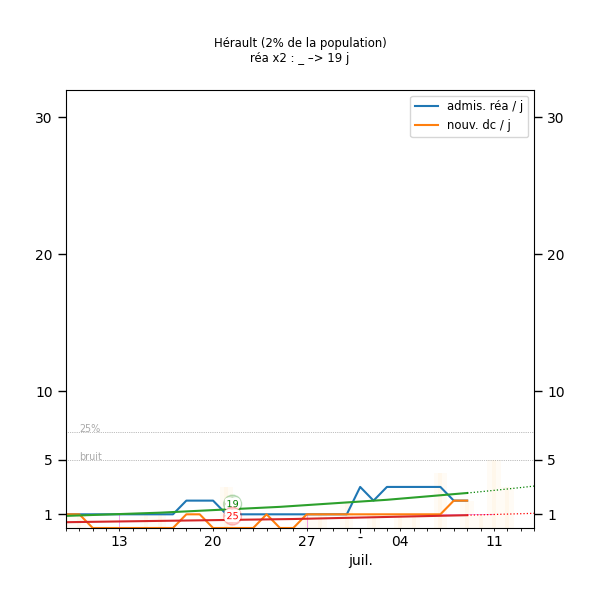 Hérault (2% de la population)
réa x2 : _ –> 19 j
admis. réa / j
nouv. dc / j
30 30
20 20
10 10
25%
bruit
5 5
19
25
1 1
13 20 27 - 04 11
juil.